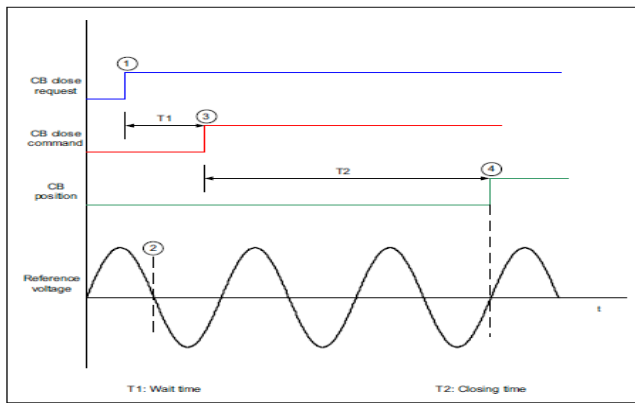 1
CB close
request
T1
3
CB close
command
T2
4
CB
position
2
Reference
voltage
t
T1: Wait time
T2: Closing time